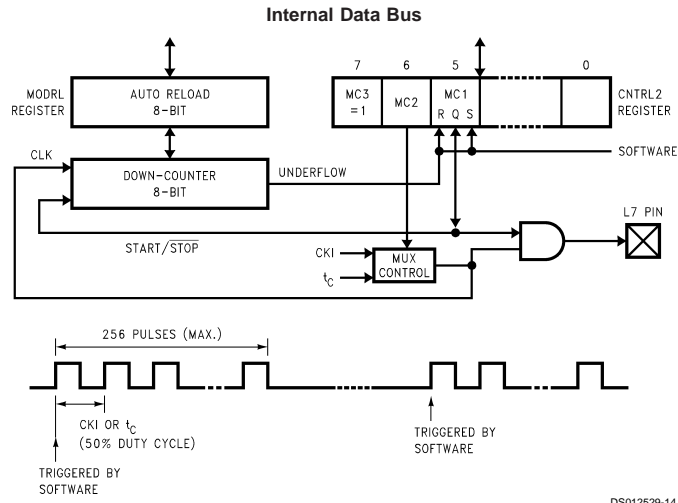 Internal Data Bus
7 6 5 0
MODRL
REGISTER
AUTO RELOAD
8-BIT
MC3
=1
MC2
MC1
R Q S
CNTRL2
REGISTER
CLK
DOWN-COUNTER
8-BIT
UNDERFLOW
SOFTWARE
START/STOP
L7 PIN
CKI
tC
MUX
CONTROL
256 PULSES (MAX.)
CKI OR tC
(50% DUTY CYCLE)
TRIGGERED BY
SOFTWARE
TRIGGERED BY
SOFTWARE
DS012529-14